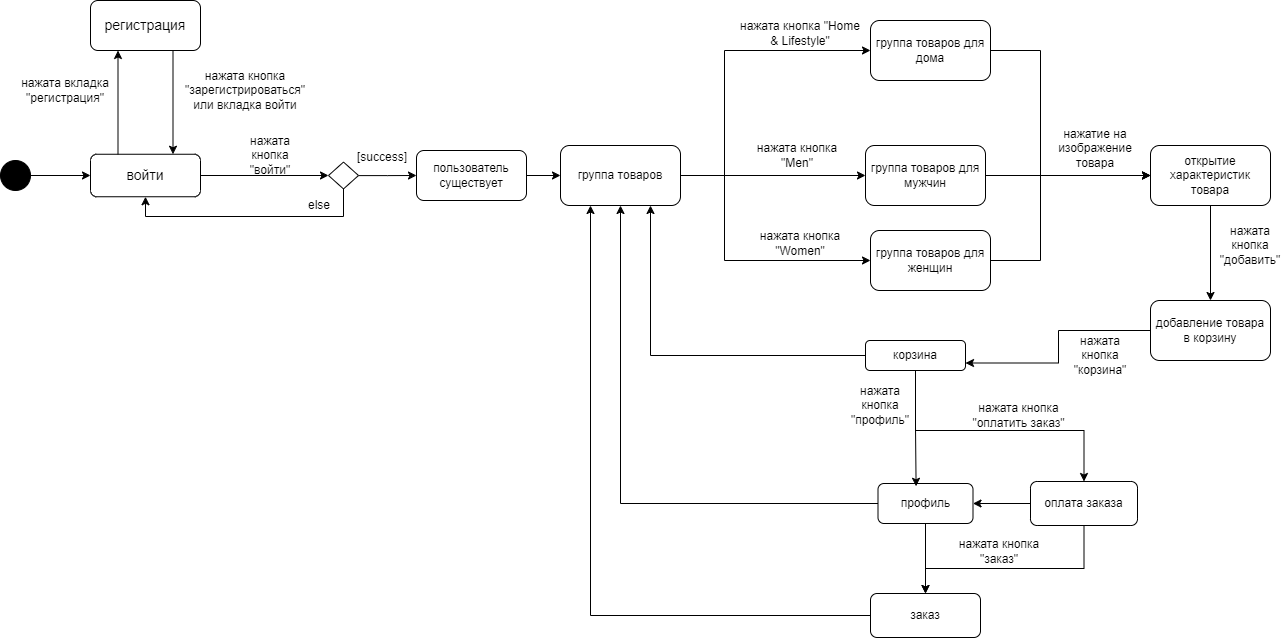 регистрация
нажата вкладка
"регистрация"
нажата кнопка
"зарегистрироваться"
или вкладка войти
войти
нажата
кнопка
"войти"
[success]
else
пользователь
существует
группа товаров
нажата кнопка "Home
& Lifestyle"
группа товаров для
дома
нажата кнопка
"Men"
группа товаров для
мужчин
нажата кнопка
"Women"
группа товаров для
женщин
нажатие на
изображение
товара
открытие
характеристик
товара
нажата
кнопка
"добавить"
добавление товара
в корзину
нажата
кнопка
"корзина"
корзина
нажата
кнопка
"профиль"
нажата кнопка
"оплатить заказ"
профиль
оплата заказа
нажата кнопка
"заказ"
заказ